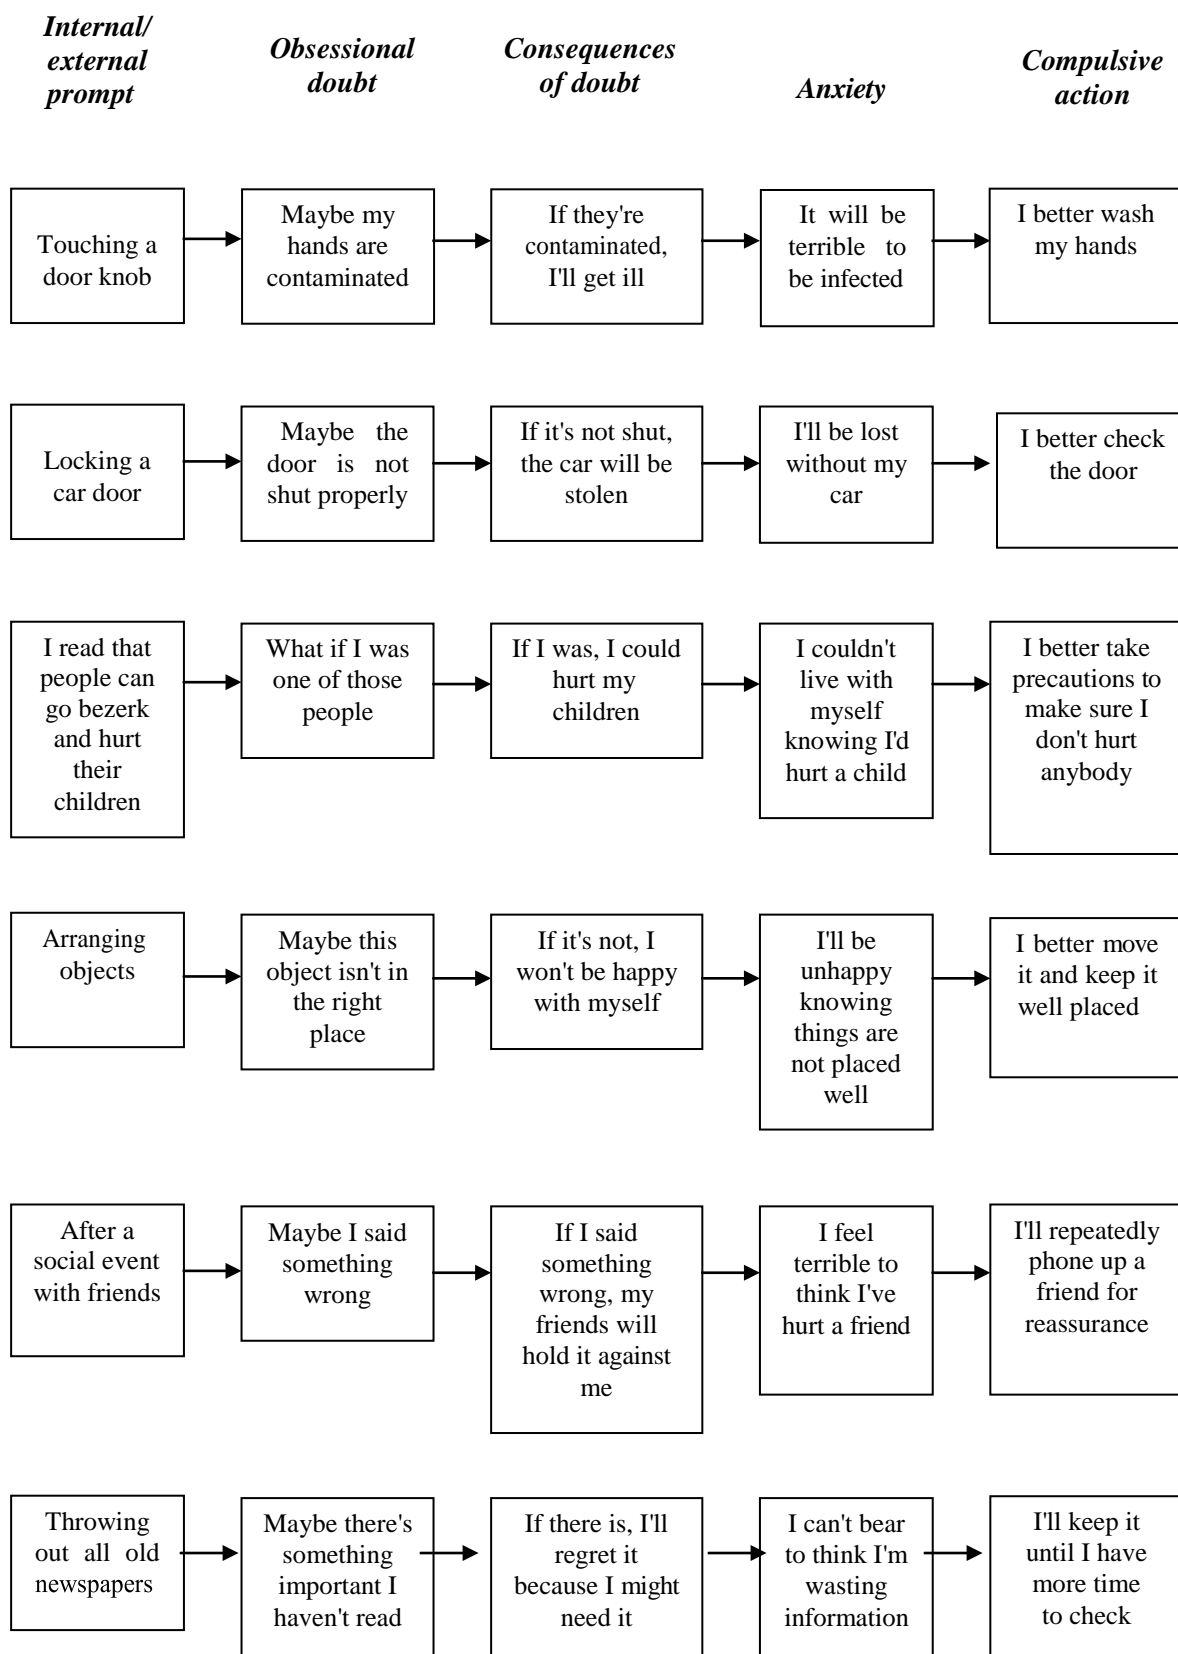 Internal/
external
prompt
Obsessional
doubt
Consequences
of doubt
Anxiety
Compulsive
action
Touching a
door knob
Maybe my
hands are
contaminated
If they're
contaminated,
I'll get ill
It will be
terrible to
be infected
I better wash
my hands
Locking a
car door
Maybe the
door is not
shut properly
If it's not shut,
the car will be
stolen
I'll be lost
without my
car
I better check
the door
I read that
people can
go bezerk
and hurt
their
children
What if I was
one of those
people
If I was, I could
hurt my
children
I couldn't
live with
myself
knowing I'd
hurt a child
I better take
precautions to
make sure I
don't hurt
anybody
Arranging
objects
Maybe this
object isn't in
the right
place
If it's not, I
won't be happy
with myself
I'll be
unhappy
knowing
things are
not placed
well
I better move
it and keep it
well placed
After a
social event
with friends
Maybe I said
something
wrong
If I said
something
wrong, my
friends will
hold it against
me
I feel
terrible to
think I've
hurt a friend
I'll repeatedly
phone up a
friend for
reassurance
Throwing
out all old
newspapers
Maybe there's
something
important I
haven't read
If there is, I'll
regret it
because I might
need it
I can't bear
to think I'm
wasting
information
I'll keep it
until I have
more time
to check